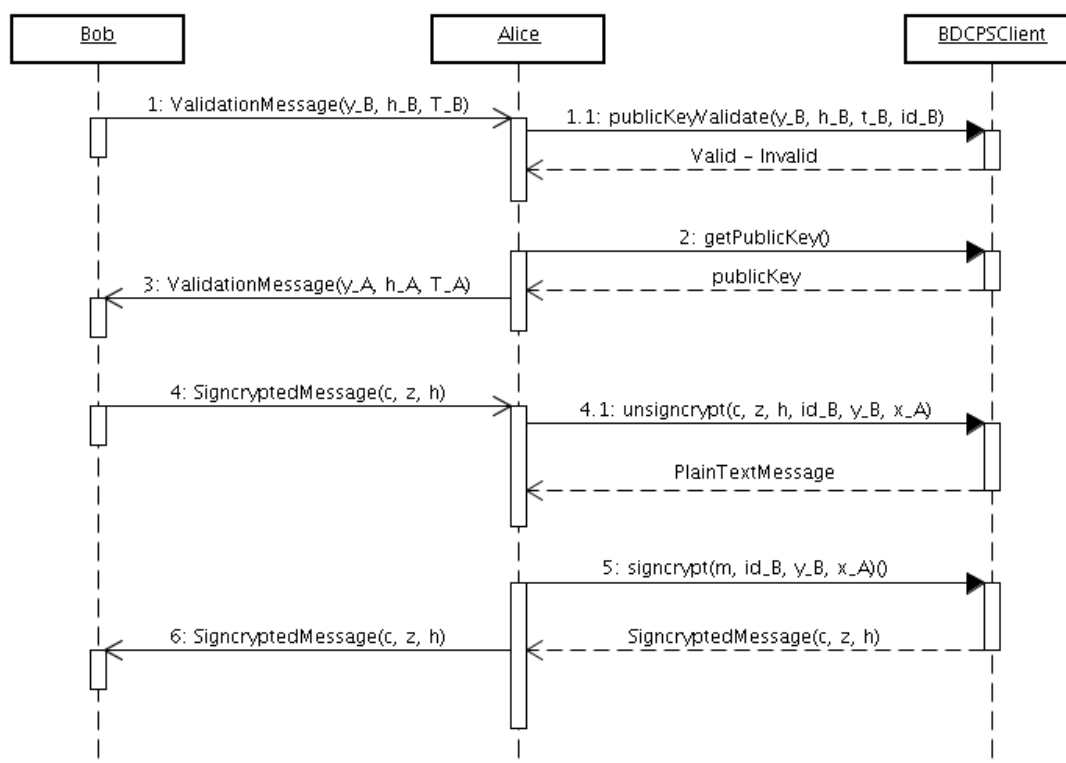 Bob
Alice
BDCPSClient
1: ValidationMessage(y_B, h_B, T_B)
1.1: publicKeyValidate(y_B, h_B, t_B, id_B)
Valid - Invalid
2: getPublicKey()
publicKey
3: ValidationMessage(y_A, h_A, T_A)
4: SigncryptedMessage(c, z, h)
4.1: unsigncrypt(c, z, h, id_B, y_B, x_A)
PlainTextMessage
5: signcrypt(m, id_B, y_B, x_A)()
6: SigncryptedMessage(c, z, h)
SigncryptedMessage(c, z, h)